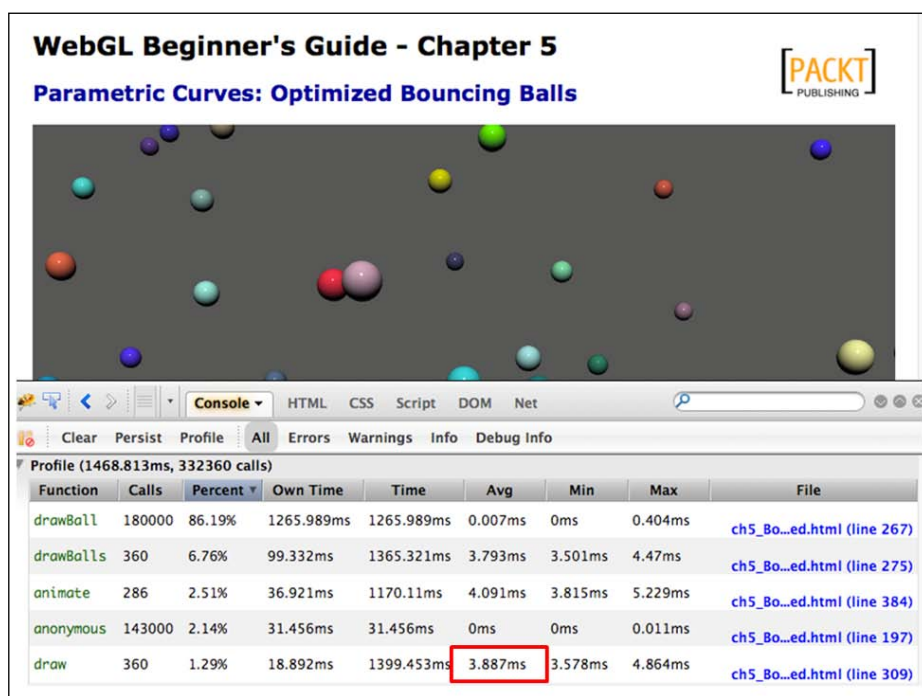 WebGL Beginner's Guide - Chapter 5
[PACKT]
PUBLISHING
Parametric Curves: Optimized Bouncing Balls
Console HTML CSS Script DOM Net
Clear Persist Profile All Errors Warnings Info Debug Info
Profile (1468.813ms, 332360 calls)
Function Calls Percent Own Time Time Avg Min Max File
drawBall 180000 86.19% 1265.989ms 1265.989ms 0.007ms 0ms 0.404ms ch5_Bo...ed.html (line 267)
drawBalls 360 6.76% 99.332ms 1365.321ms 3.793ms 3.501ms 4.47ms ch5_Bo...ed.html (line 275)
animate 286 2.51% 36.921ms 1170.11ms 4.091ms 3.815ms 5.229ms ch5_Bo...ed.html (line 384)
anonymous 143000 2.14% 31.456ms 31.456ms 0ms 0ms 0.011ms ch5_Bo...ed.html (line 197)
draw 360 1.29% 18.892ms 1399.453ms 3.887ms 3.578ms 4.864ms ch5_Bo...ed.html (line 309)